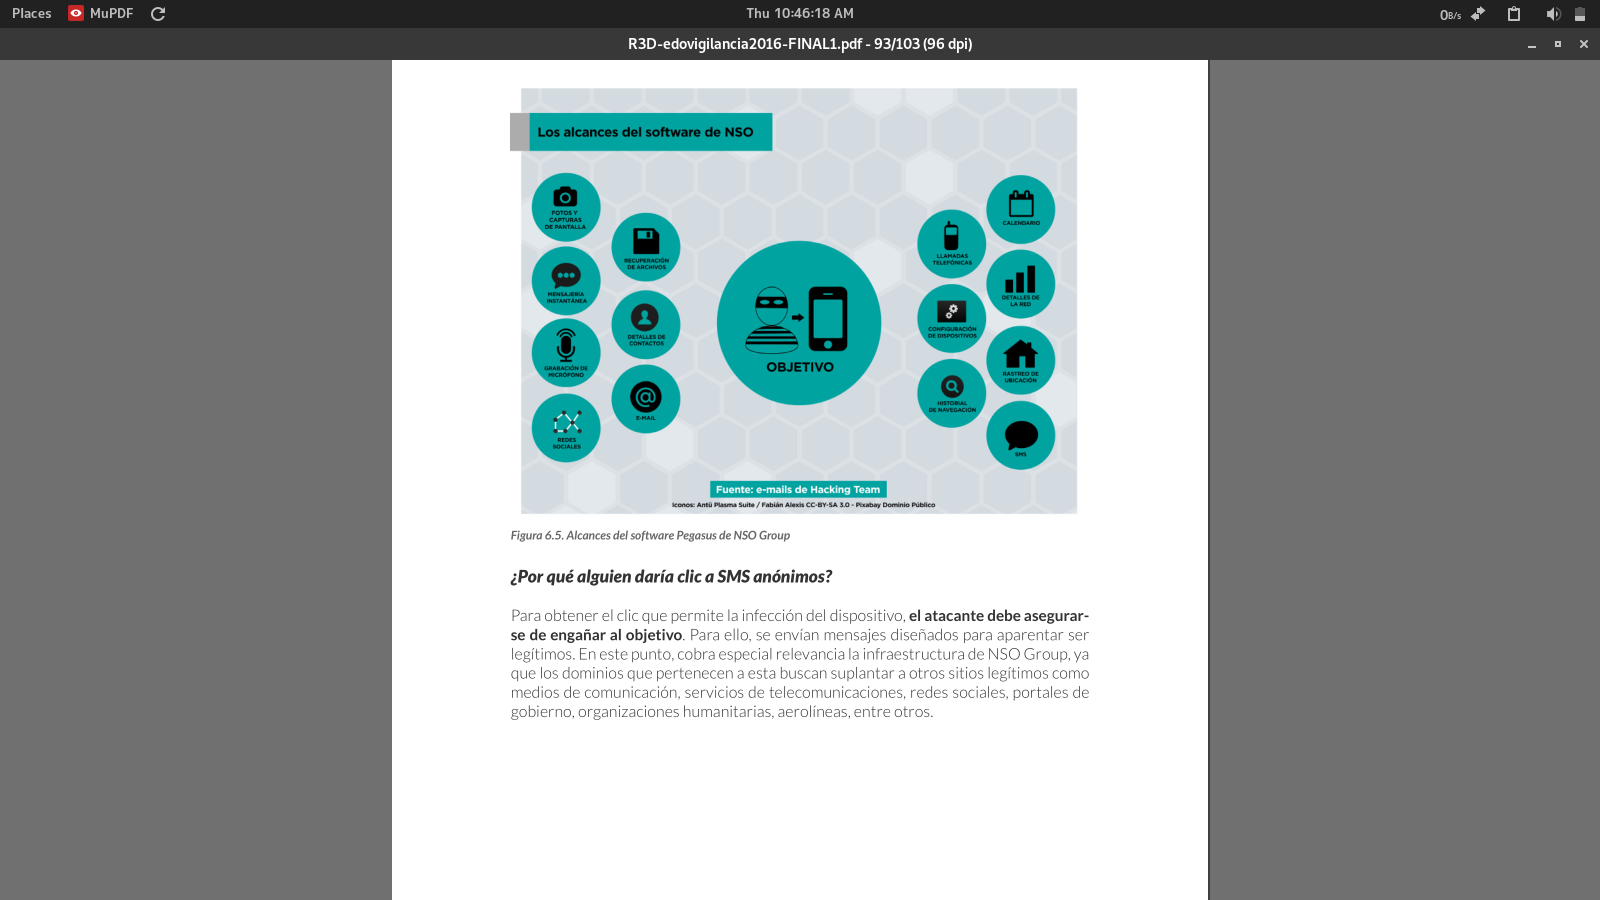 Places MuPDF Thu 10:46:18 AM 0B/s
R3D-edovigilancia2016-FINAL1.pdf - 93/103 (96 dpi)
Los alcances del software de NSO
FOTOS Y
CAPTURAS
DE PANTALLA
MENSAJERÍA
INSTANTÁNEA
GRABACIÓN DE
MICRÓFONO
REDES
SOCIALES
RECUPERACIÓN
DE ARCHIVOS
DETALLES DE
CONTACTOS
E-MAIL
OBJETIVO
LLAMADAS
TELEFÓNICAS
CONFIGURACIÓN
DE DISPOSITIVOS
HISTORIAL
DE NAVEGACIÓN
CALENDARIO
DETALLES DE
LA RED
RASTREO DE
UBICACIÓN
SMS
Fuente: e-mails de Hacking Team
Iconos: Antü Plasma Suite / Fabián Alexis CC-BY-SA 3.0 - Pixabay Dominio Público
Figura 6.5. Alcances del software Pegasus de NSO Group
¿Por qué alguien daría clic a SMS anónimos?
Para obtener el clic que permite la infección del dispositivo, el atacante debe asegurar-
se de engañar al objetivo. Para ello, se envían mensajes diseñados para aparentar ser
legítimos. En este punto, cobra especial relevancia la infraestructura de NSO Group, ya
que los dominios que pertenecen a esta buscan suplantar a otros sitios legítimos como
medios de comunicación, servicios de telecomunicaciones, redes sociales, portales de
gobierno, organizaciones humanitarias, aerolíneas, entre otros.